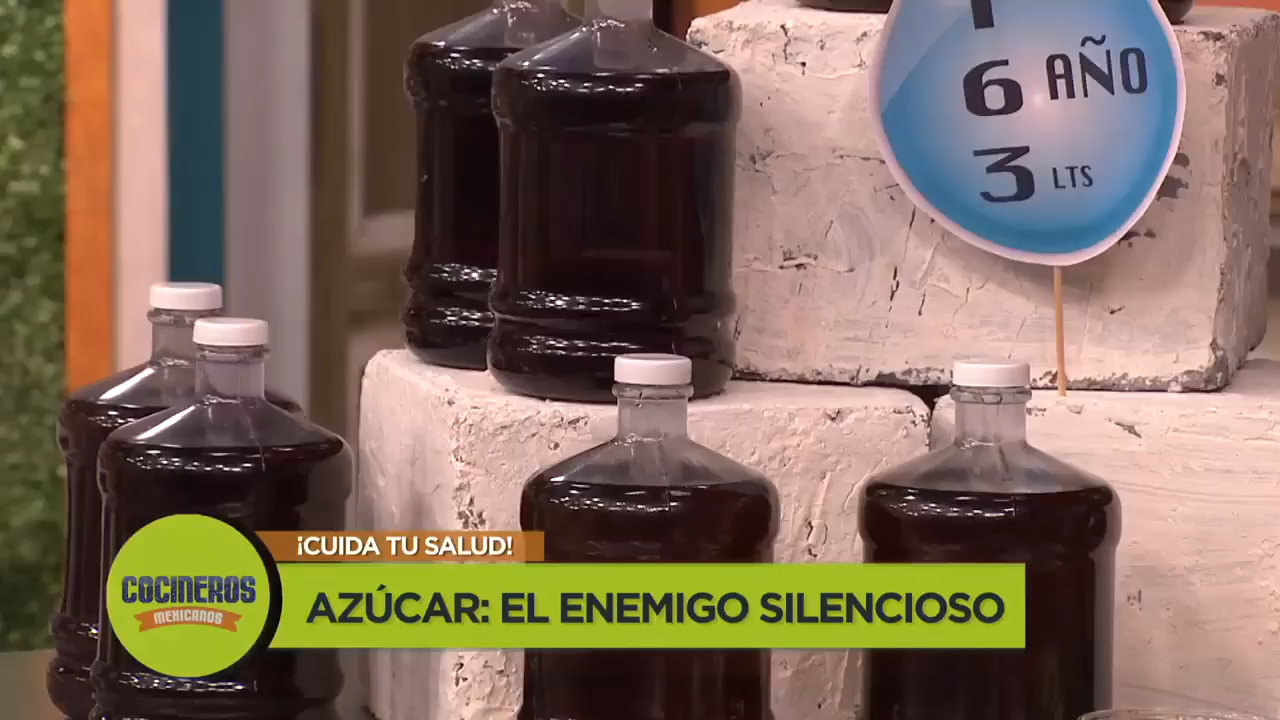 6 AÑO
3 LTS
¡CUIDA TU SALUD!
COCINEROS
MEXICANOS
AZÚCAR: EL ENEMIGO SILENCIOSO